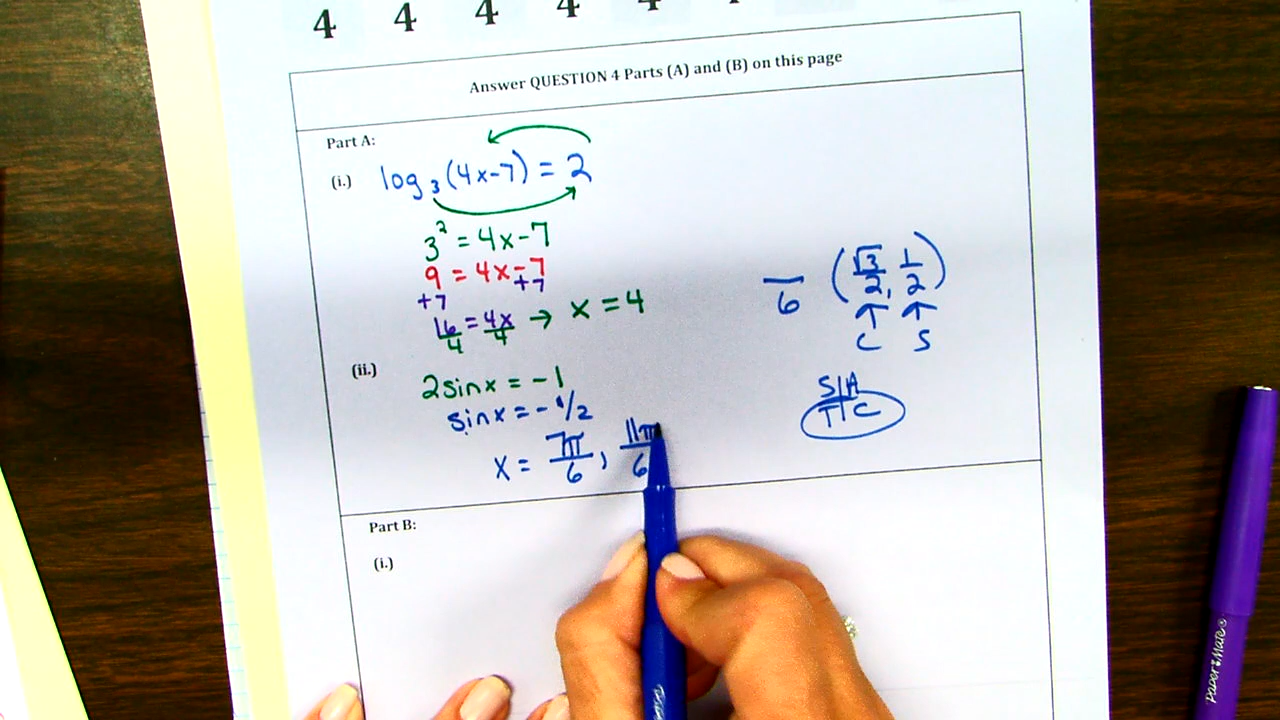 4 4 4 4 4
Answer QUESTION 4 Parts (A) and (B) on this page
Part A:
(i.) log₃(4x-7) = 2
3² = 4x-7
9 = 4x-7
+7 +7
16/4 = 4x/4 → x = 4
(ii.)
2sinx = -1
sinx = -1/2
x = 7π/6, 11π/6
—/6 (√3/2, 1/2)
↑ ↑
C S
S|A
T|C
Part B:
(i.)
Paper Mate